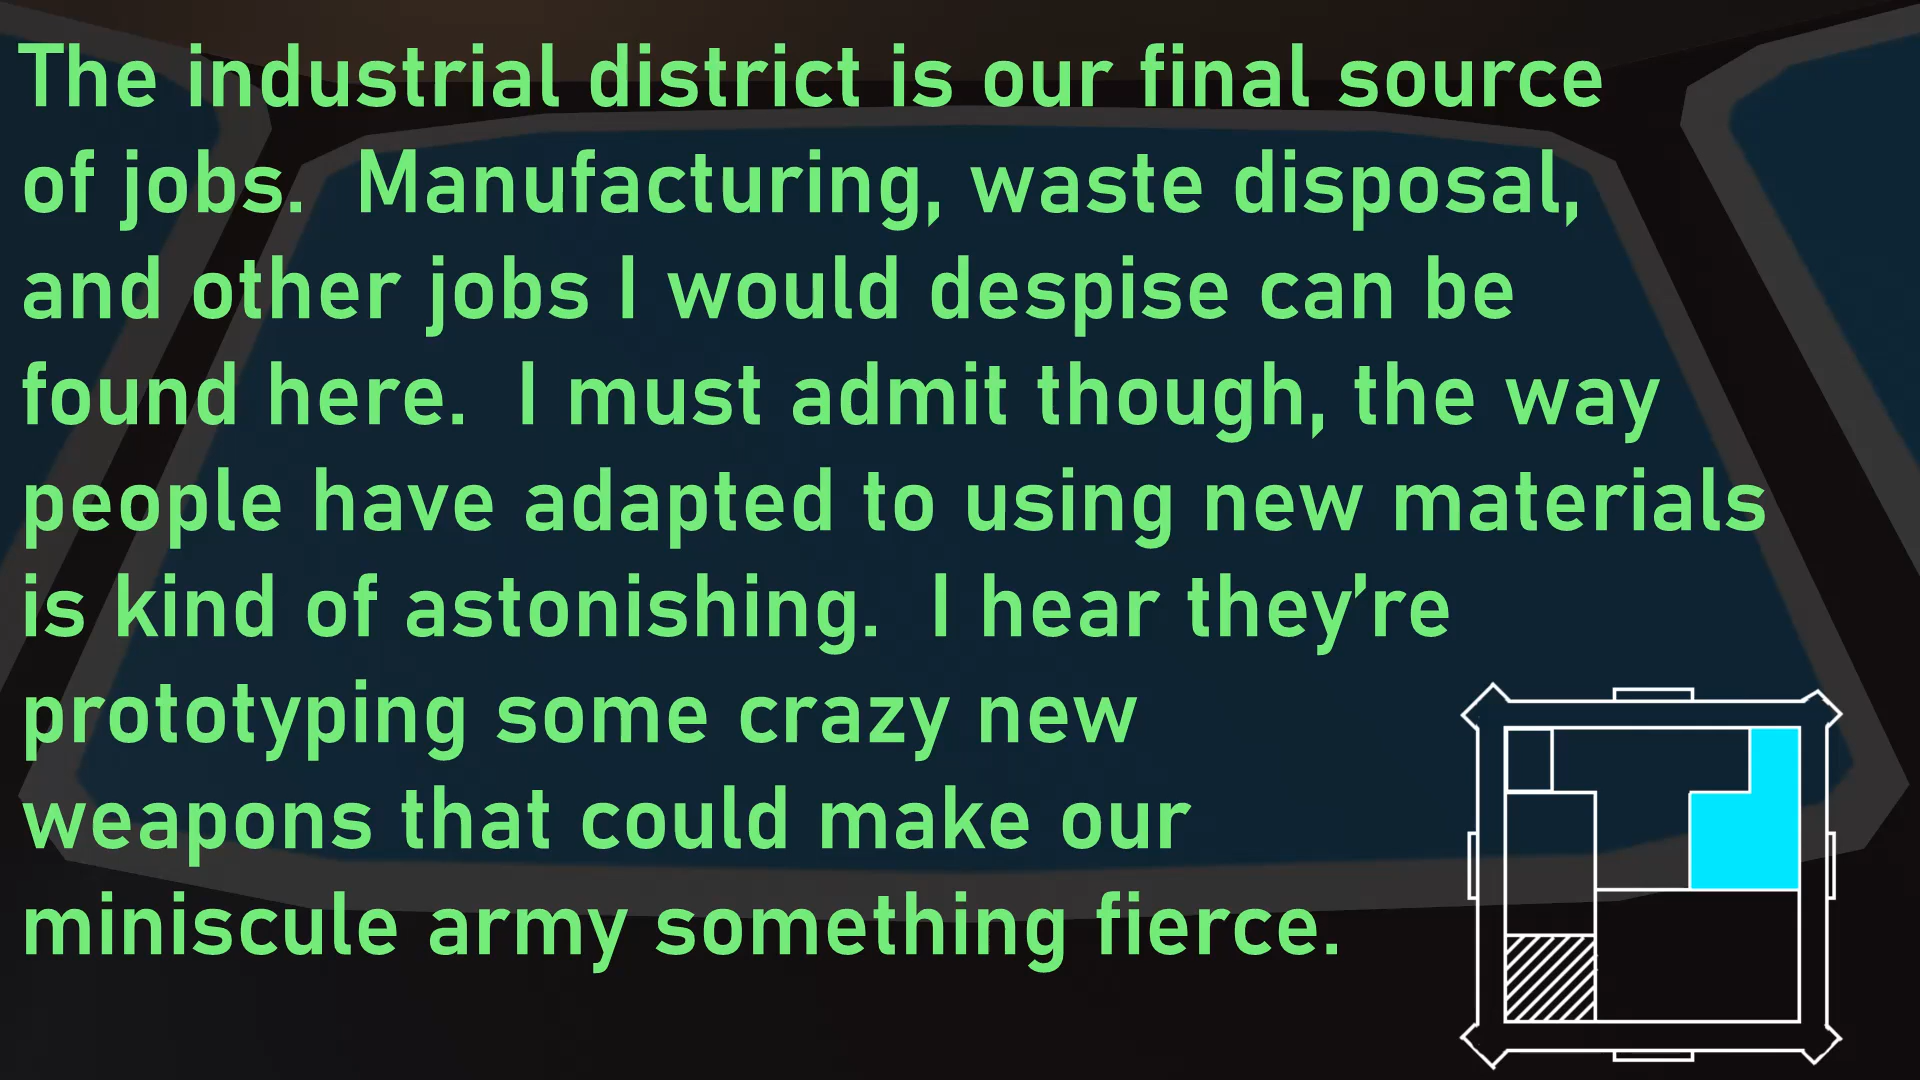 The industrial district is our final source
of jobs.  Manufacturing, waste disposal,
and other jobs I would despise can be
found here.  I must admit though, the way
people have adapted to using new materials
is kind of astonishing.  I hear they’re
prototyping some crazy new
weapons that could make our
miniscule army something fierce.